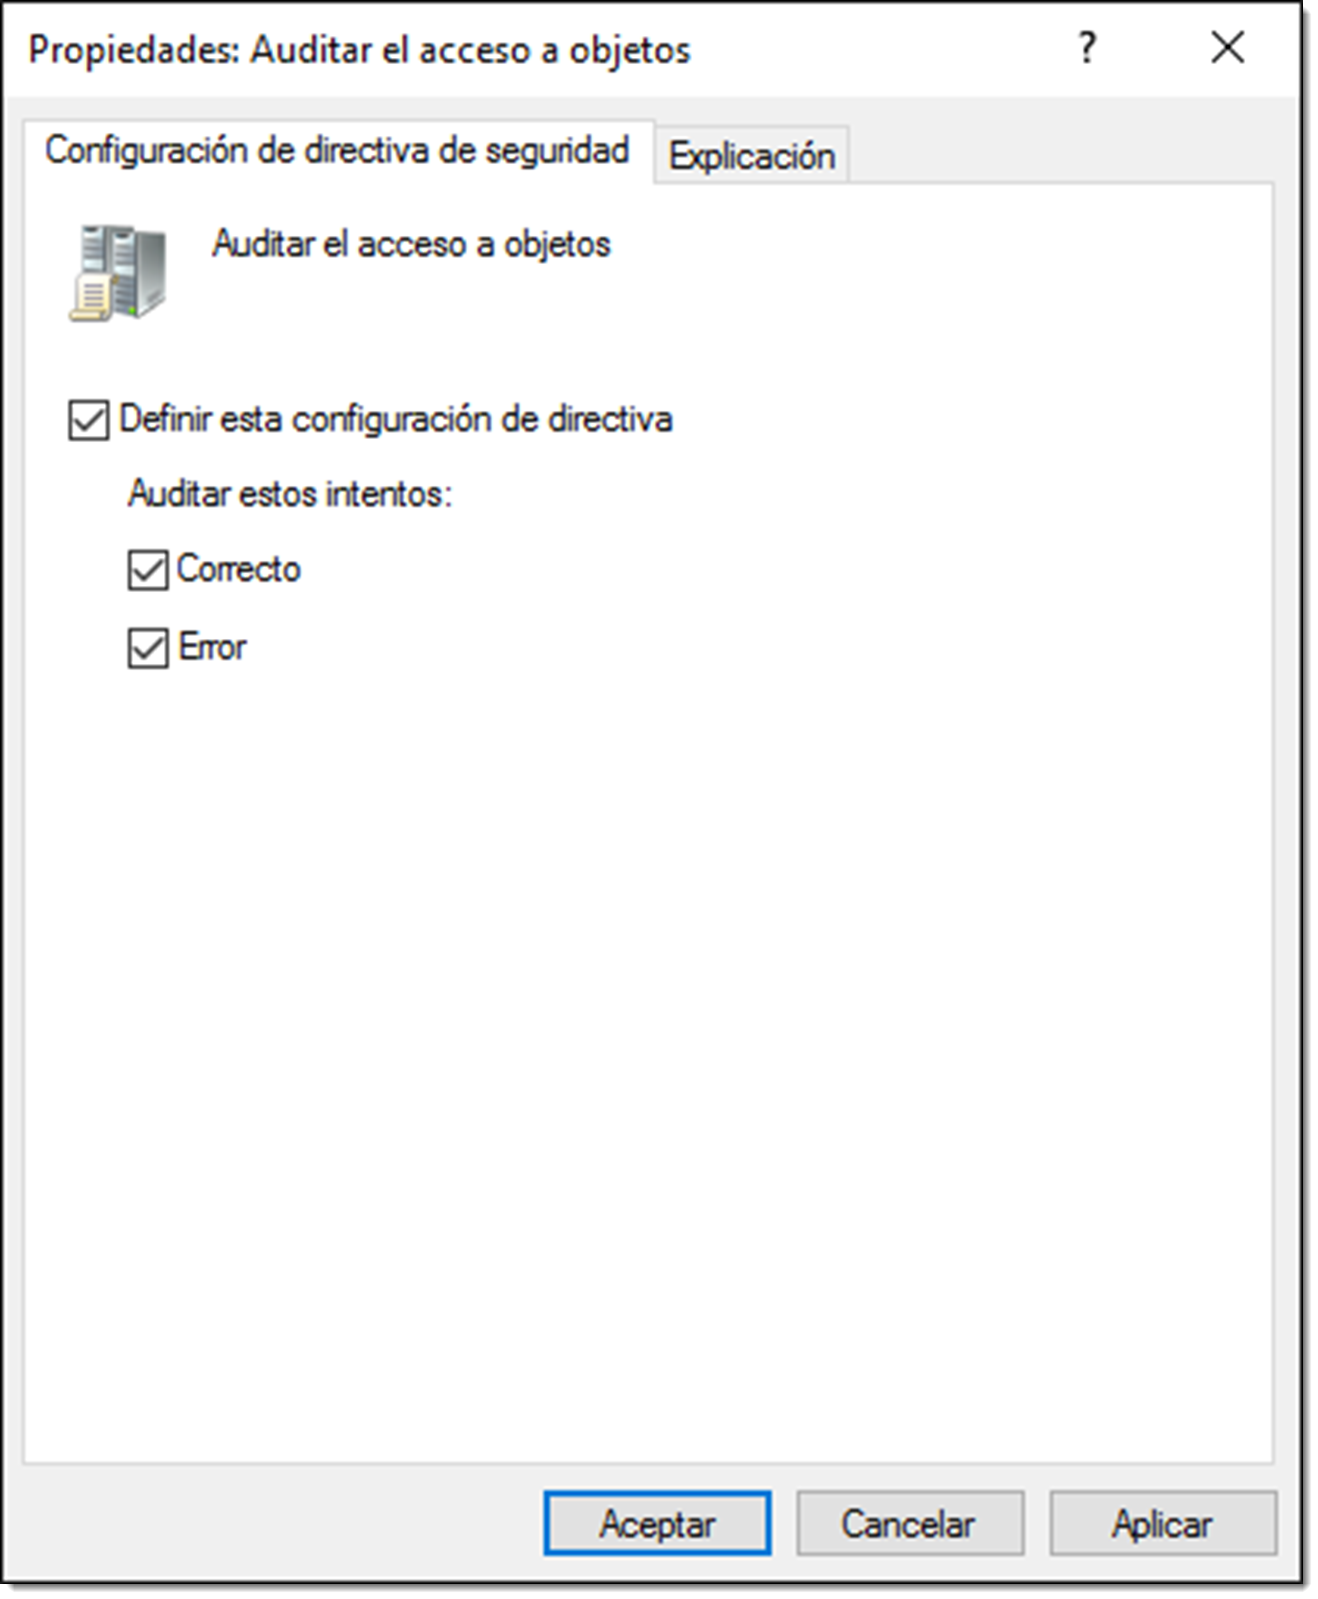 Propiedades: Auditar el acceso a objetos
?
Configuración de directiva de seguridad
Explicación
Auditar el acceso a objetos
Definir esta configuración de directiva
Auditar estos intentos:
Correcto
Error
Aceptar
Cancelar
Aplicar